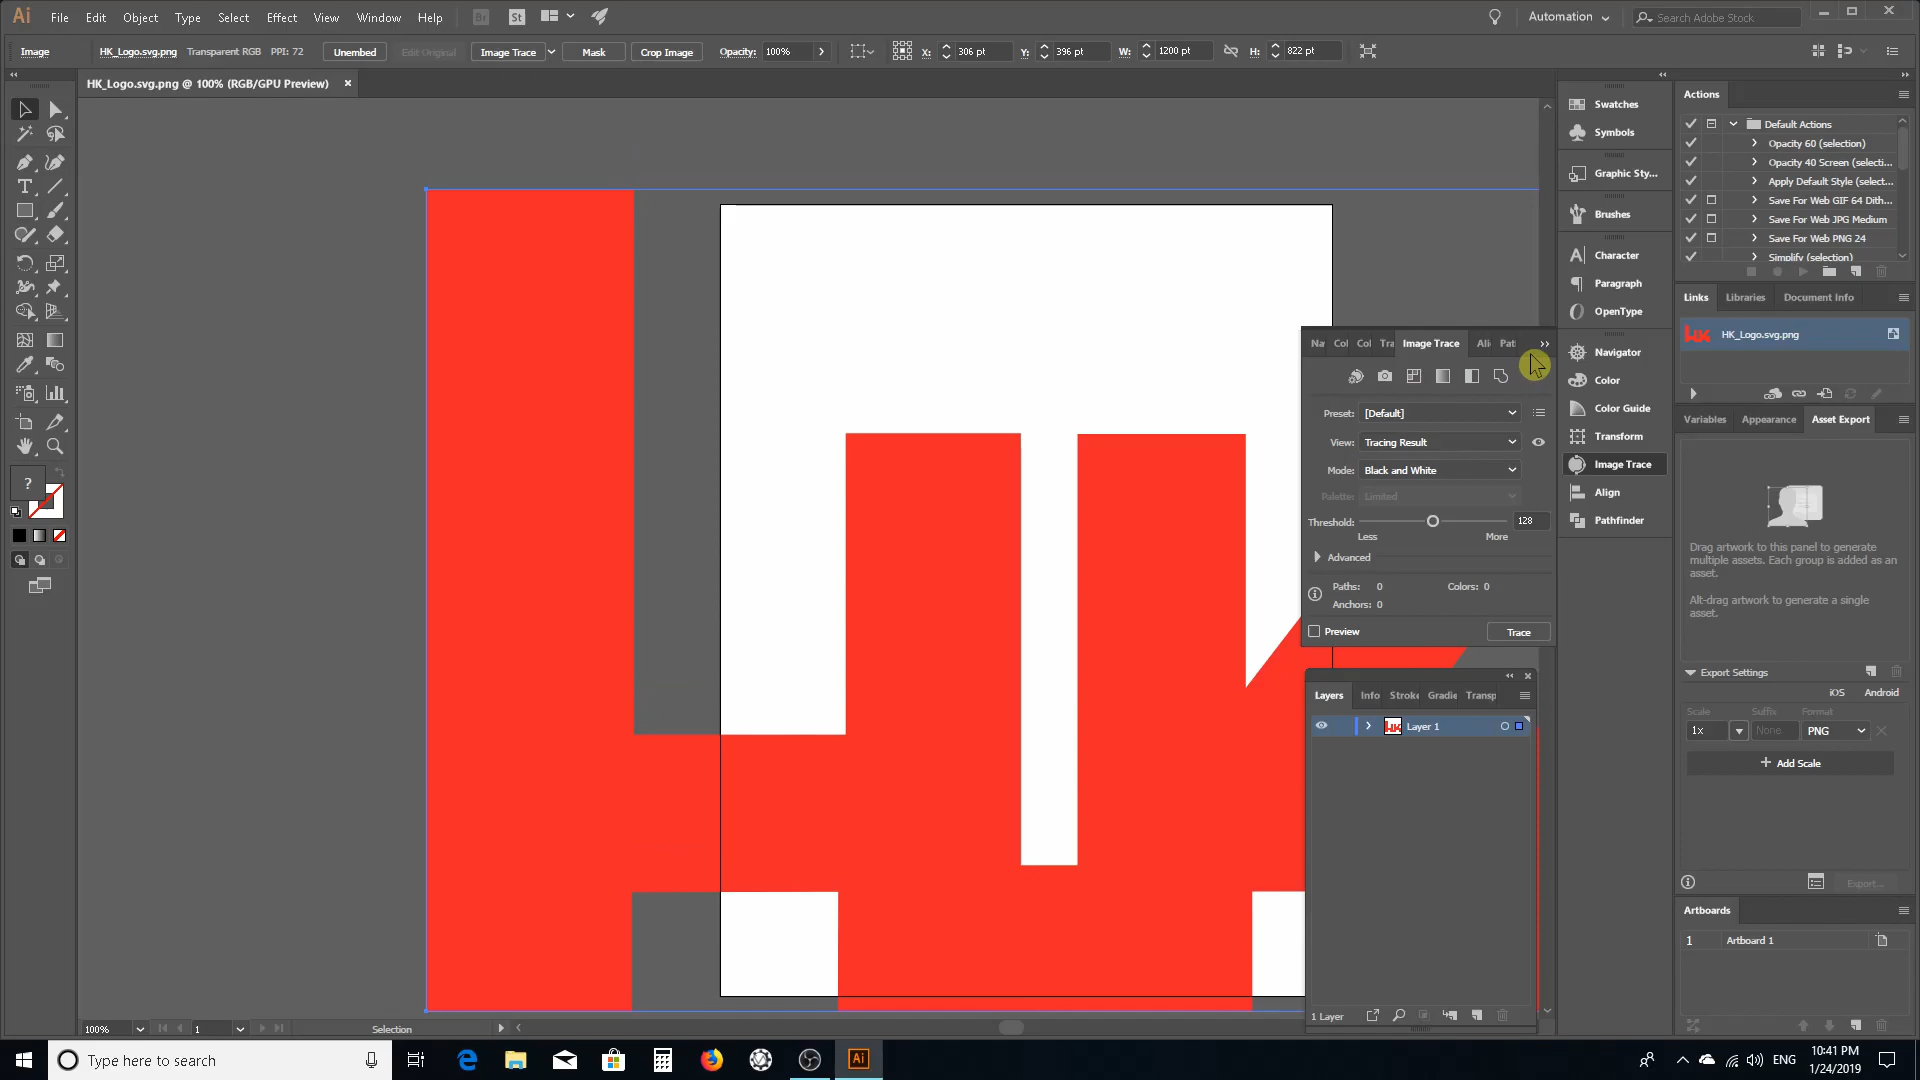 Ai File Edit Object Type Select Effect View Window Help Br St Automation Search Adobe Stock
Image HK_Logo.svg.png Transparent RGB PPI: 72 Unembed Edit Original Image Trace Mask Crop Image Opacity: 100% X: 306 pt Y: 396 pt W: 1200 pt H: 822 pt
HK_Logo.svg.png @ 100% (RGB/GPU Preview)
Na Col Col Tra Image Trace Ali Pat
Preset: [Default]
View: Tracing Result
Mode: Black and White
Palette: Limited
Threshold: 128
Less More
Advanced
Paths: 0 Colors: 0
Anchors: 0
Preview Trace
Layers Info Stroke Gradie Transp
Layer 1
1 Layer
Swatches
Symbols
Graphic Sty...
Brushes
Character
Paragraph
OpenType
Navigator
Color
Color Guide
Transform
Image Trace
Align
Pathfinder
Actions
Default Actions
Opacity 60 (selection)
Opacity 40 Screen (selecti...
Apply Default Style (select...
Save For Web GIF 64 Dith...
Save For Web JPG Medium
Save For Web PNG 24
Simplify (selection)
Links Libraries Document Info
HK_Logo.svg.png
Variables Appearance Asset Export
Drag artwork to this panel to generate
multiple assets. Each group is added as an
asset.
Alt-drag artwork to generate a single
asset.
Export Settings
iOS Android
Scale Suffix Format
1x None PNG
+ Add Scale
Export...
Artboards
1 Artboard 1
?
100% 1 Selection
Type here to search
Ai
ENG
10:41 PM
1/24/2019